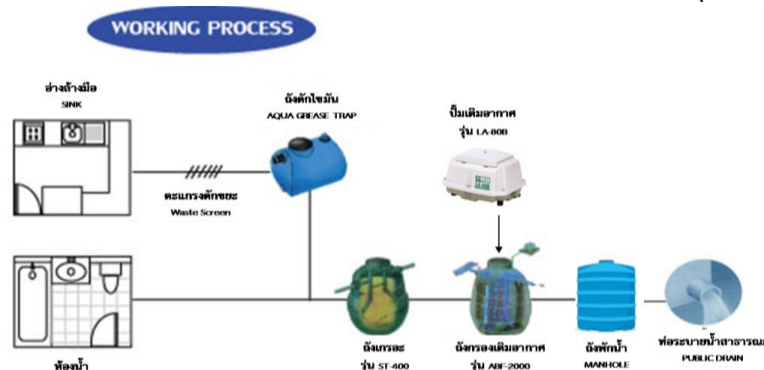 WORKING PROCESS
อ่างล้างมือ
SINK
ถังดักไขมัน
AQUA GREASE TRAP
ปั๊มเติมอากาศ
รุ่น LA-80B
ตะแกรงดักขยะ
Waste Screen
ห้องน้ำ
ถังเกรอะ
รุ่น ST-400
ถังกรองเติมอากาศ
รุ่น ABF-2000
ถังพักน้ำ
MANHOLE
ท่อระบายน้ำสาธารณะ
PUBLIC DRAIN